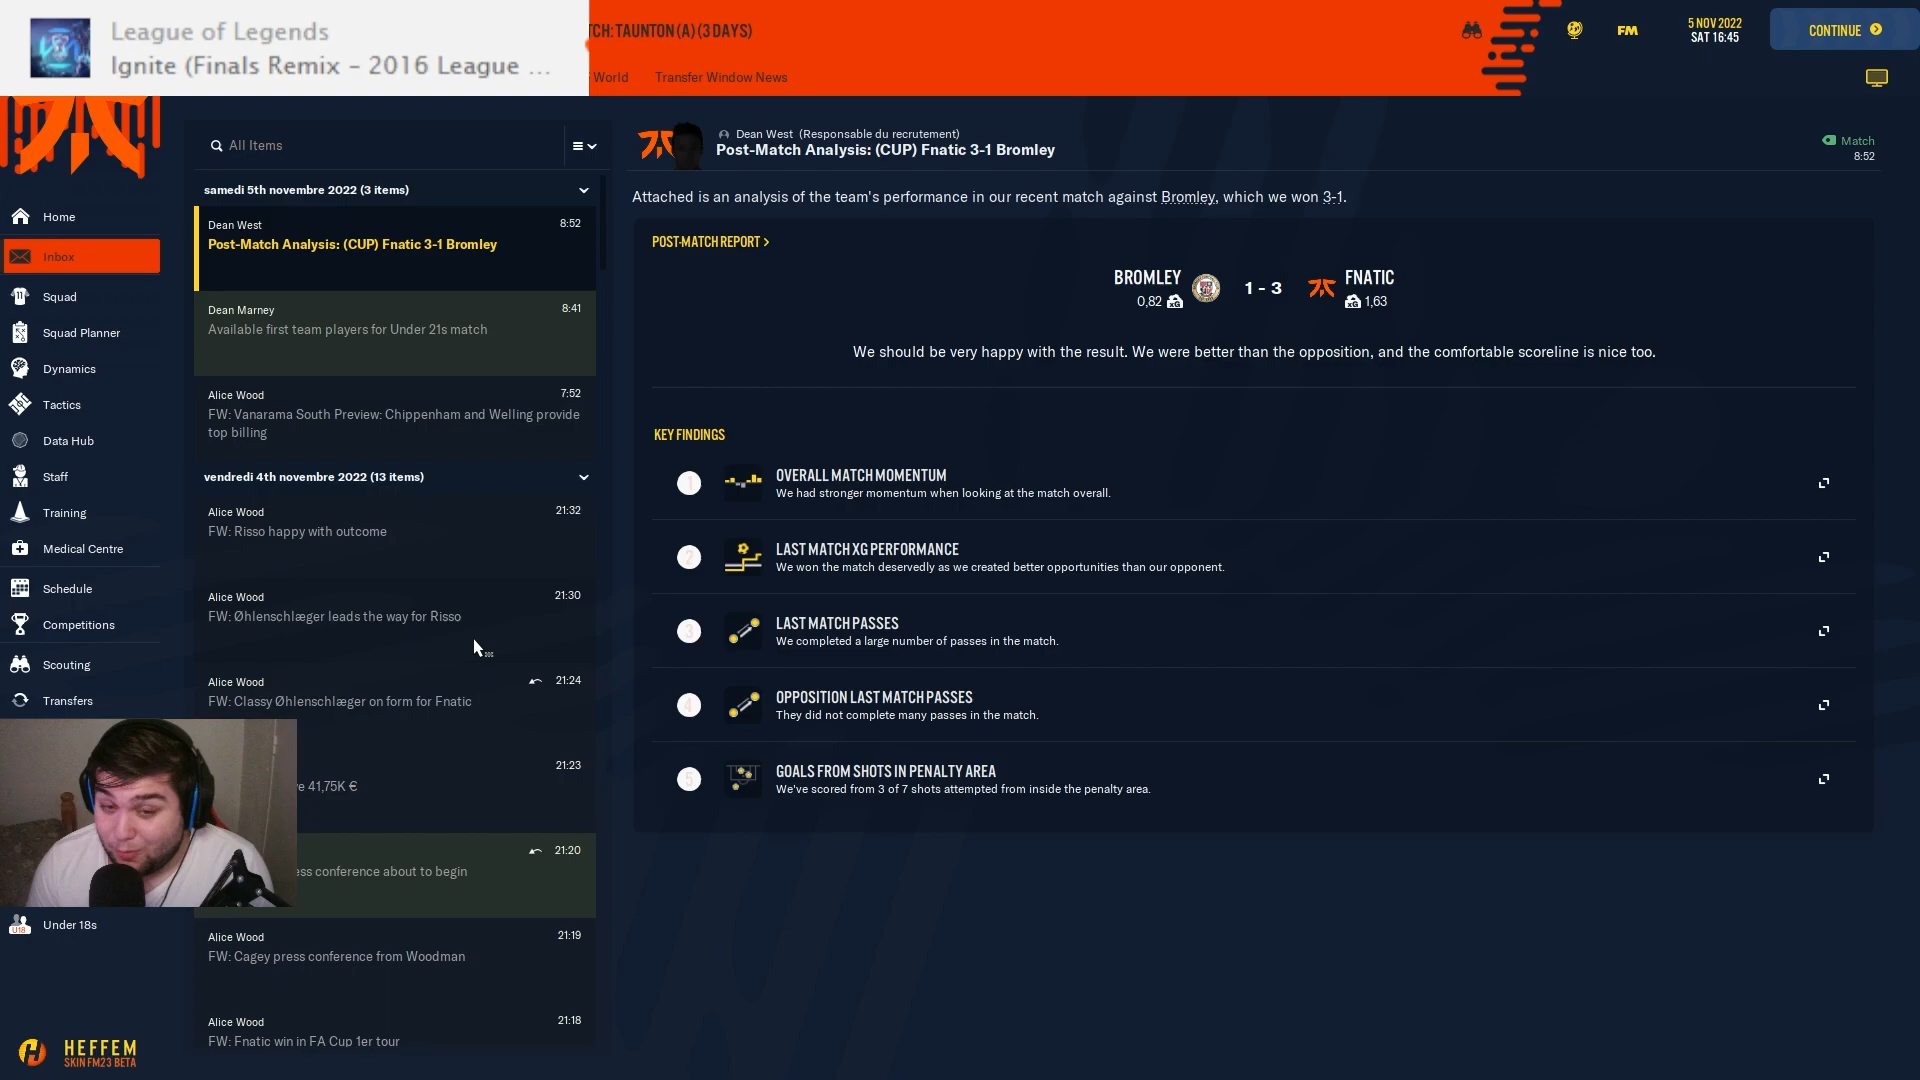 League of Legends
Ignite (Finals Remix - 2016 League ...
TCH: TAUNTON (A) (3 DAYS)
World
Transfer Window News
FM
5 NOV 2022
SAT 16:45
CONTINUE
Home
Inbox
Squad
Squad Planner
Dynamics
Tactics
Data Hub
Staff
Training
Medical Centre
Schedule
Competitions
Scouting
Transfers
Under 18s
HEFFEM
SKIN FM23 BETA
All Items
samedi 5th novembre 2022 (3 items)
Dean West 8:52
Post-Match Analysis: (CUP) Fnatic 3-1 Bromley
Dean Marney 8:41
Available first team players for Under 21s match
Alice Wood 7:52
FW: Vanarama South Preview: Chippenham and Welling provide
top billing
vendredi 4th novembre 2022 (13 items)
Alice Wood 21:32
FW: Risso happy with outcome
Alice Wood 21:30
FW: Øhlenschlæger leads the way for Risso
Alice Wood 21:24
FW: Classy Øhlenschlæger on form for Fnatic
21:23
41,75K €
21:20
conference about to begin
Alice Wood 21:19
FW: Cagey press conference from Woodman
Alice Wood 21:18
FW: Fnatic win in FA Cup 1er tour
Dean West (Responsable du recrutement)
Post-Match Analysis: (CUP) Fnatic 3-1 Bromley
Match
8:52
Attached is an analysis of the team's performance in our recent match against Bromley, which we won 3-1.
POST-MATCH REPORT >
BROMLEY 1 - 3 FNATIC
0,82 xG xG 1,63
We should be very happy with the result. We were better than the opposition, and the comfortable scoreline is nice too.
KEY FINDINGS
1 OVERALL MATCH MOMENTUM
We had stronger momentum when looking at the match overall.
2 LAST MATCH XG PERFORMANCE
We won the match deservedly as we created better opportunities than our opponent.
3 LAST MATCH PASSES
We completed a large number of passes in the match.
4 OPPOSITION LAST MATCH PASSES
They did not complete many passes in the match.
5 GOALS FROM SHOTS IN PENALTY AREA
We've scored from 3 of 7 shots attempted from inside the penalty area.